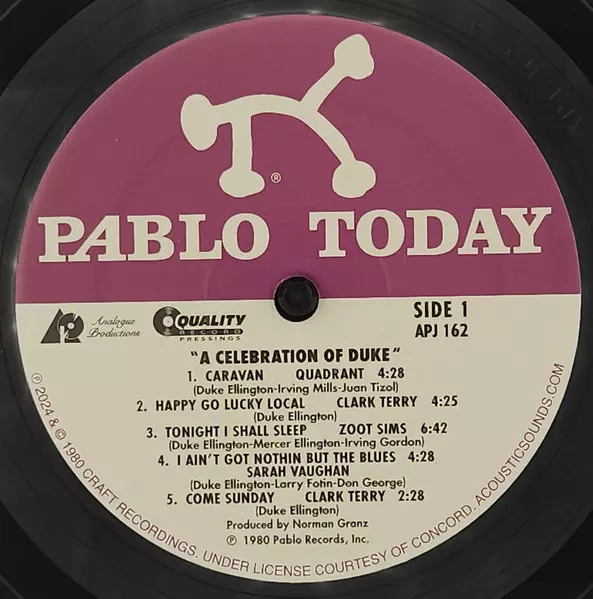 ®
PABLO TODAY
AP Analogue Productions
QUALITY RECORD PRESSINGS
SIDE 1
APJ 162
"A CELEBRATION OF DUKE"
1. CARAVAN QUADRANT 4:28
(Duke Ellington-Irving Mills-Juan Tizol)
2. HAPPY GO LUCKY LOCAL CLARK TERRY 4:25
(Duke Ellington)
3. TONIGHT I SHALL SLEEP ZOOT SIMS 6:42
(Duke Ellington-Mercer Ellington-Irving Gordon)
4. I AIN'T GOT NOTHIN BUT THE BLUES 4:28
SARAH VAUGHAN
(Duke Ellington-Larry Fotin-Don George)
5. COME SUNDAY CLARK TERRY 2:28
(Duke Ellington)
Produced by Norman Granz
℗ 1980 Pablo Records, Inc.
℗ 2024 & © 1980 CRAFT RECORDINGS. UNDER LICENSE COURTESY OF CONCORD. ACOUSTICSOUNDS.COM